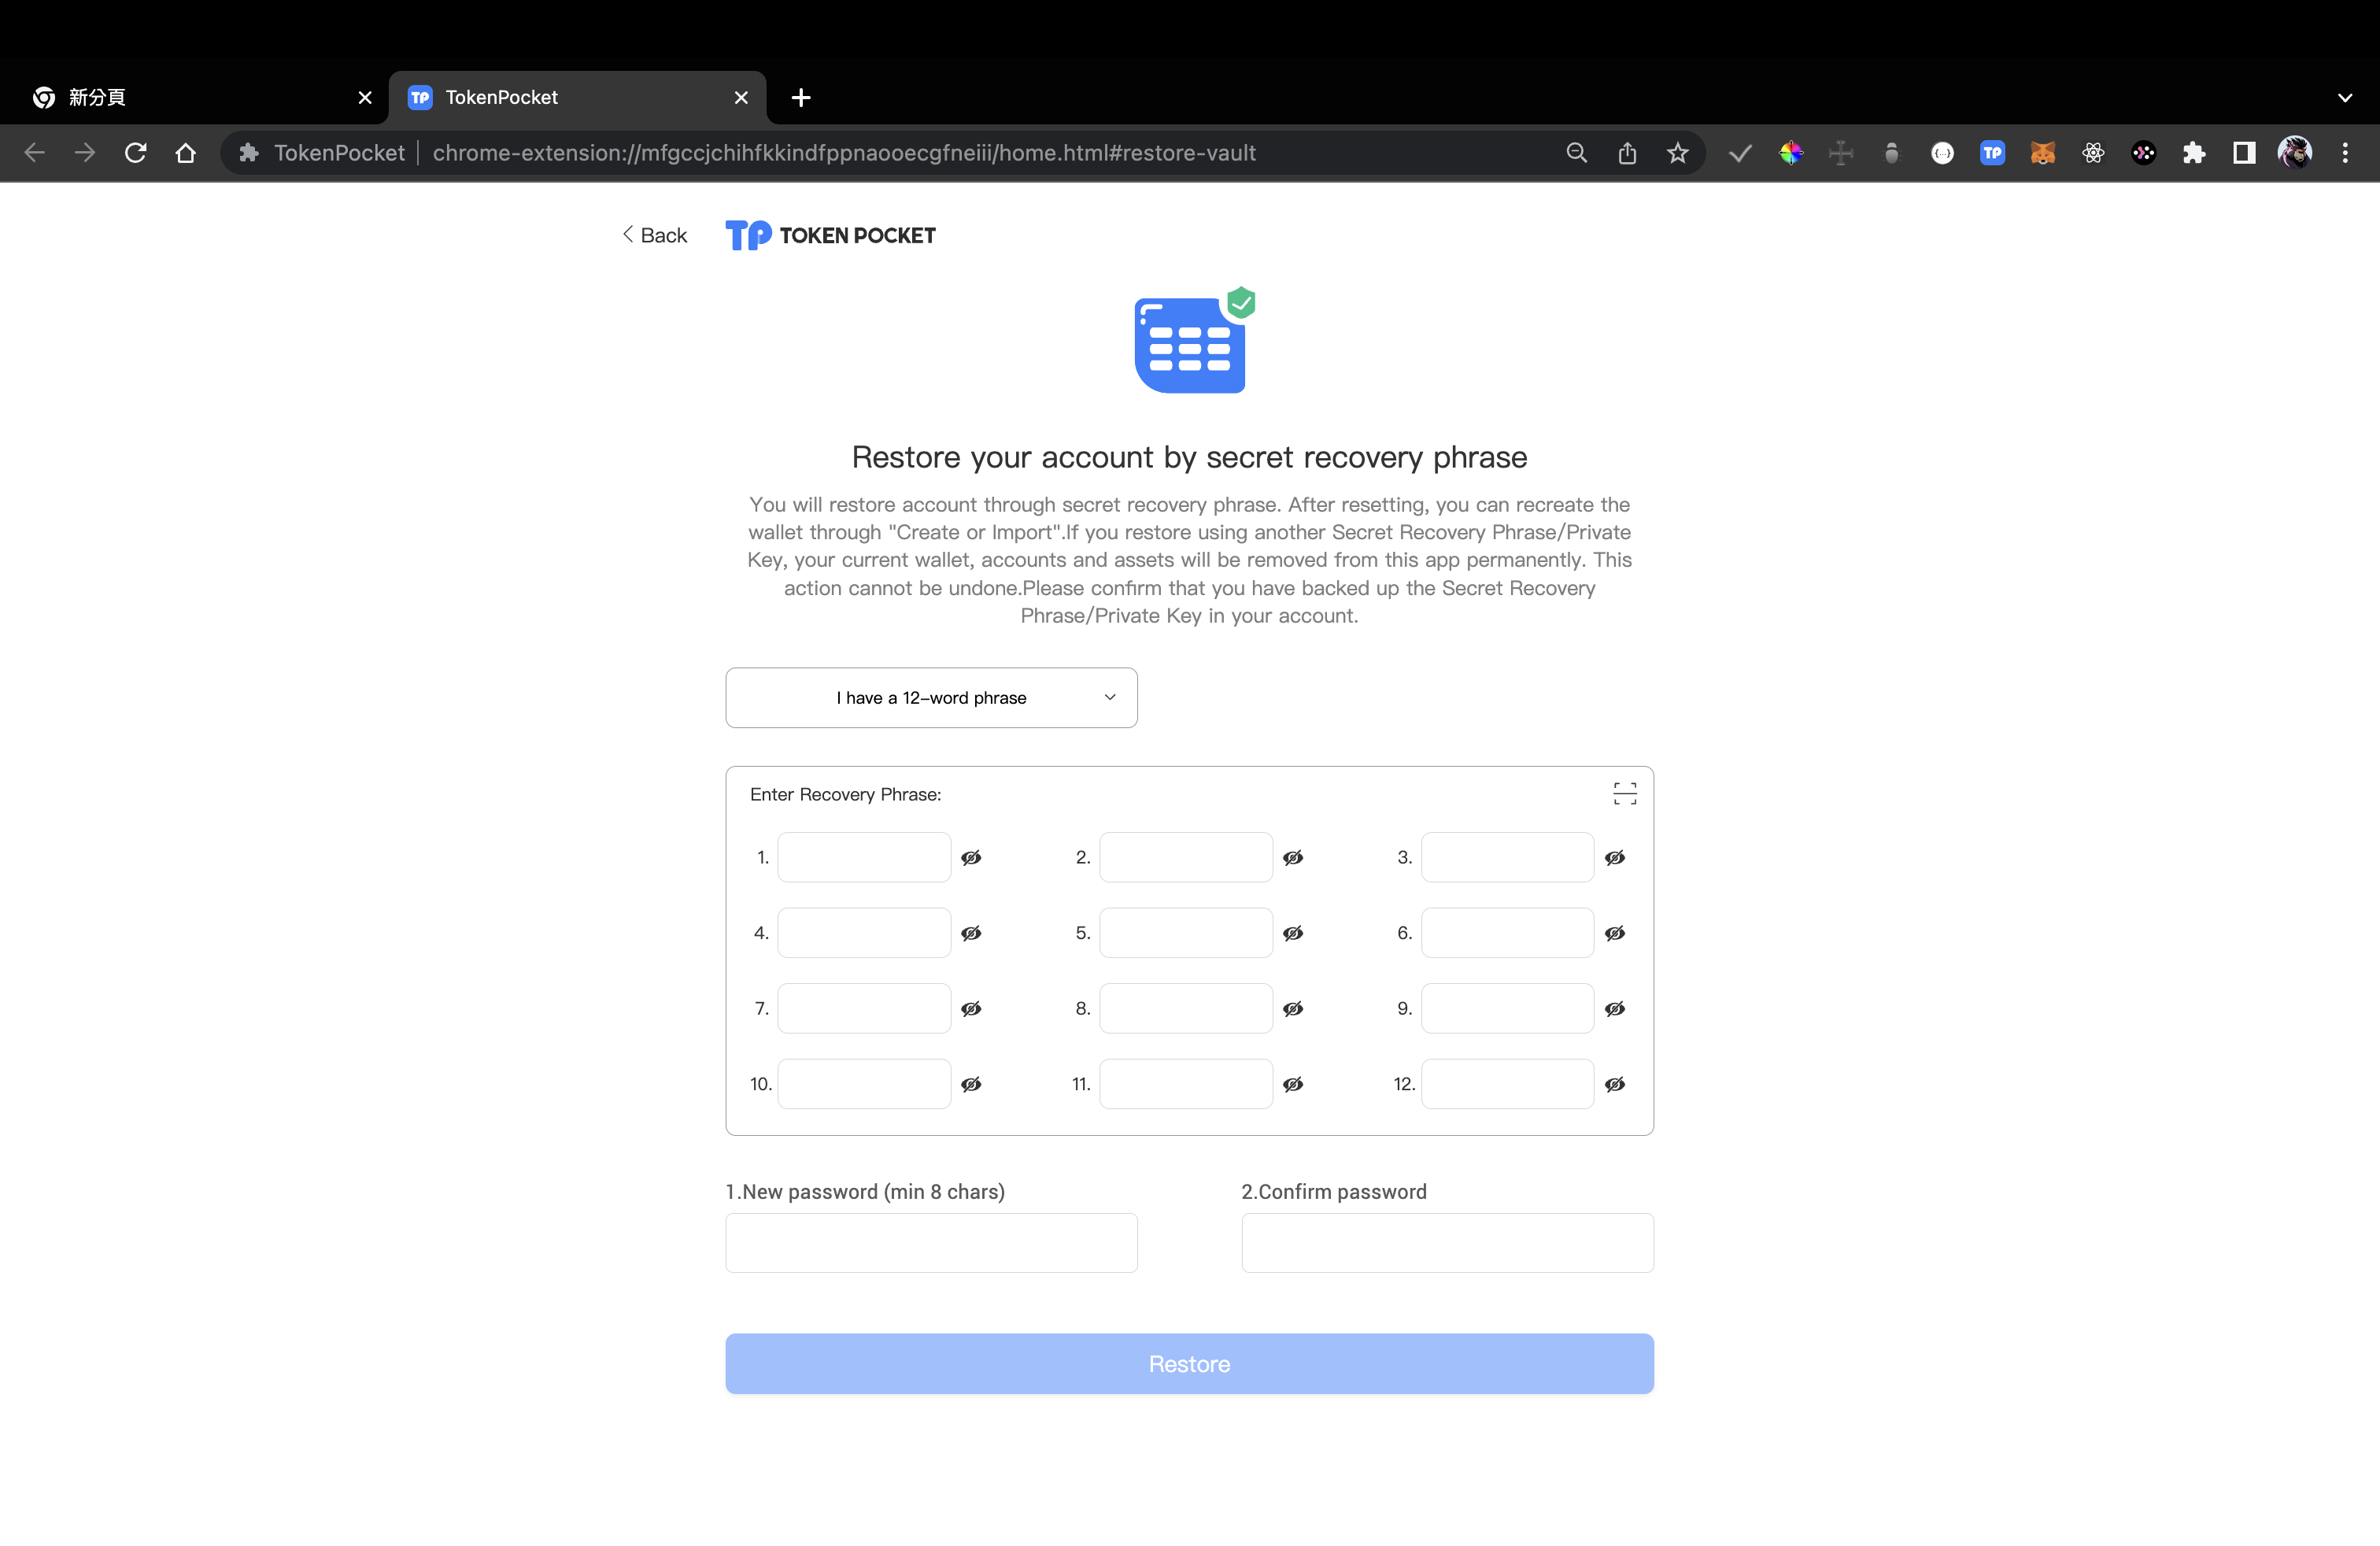 新分頁
TokenPocket
TokenPocket | chrome-extension://mfgccjchihfkkindfppnaooecgfneiii/home.html#restore-vault
TP
Back
TP TOKEN POCKET
Restore your account by secret recovery phrase
You will restore account through secret recovery phrase. After resetting, you can recreate the
wallet through "Create or Import".If you restore using another Secret Recovery Phrase/Private
Key, your current wallet, accounts and assets will be removed from this app permanently. This
action cannot be undone.Please confirm that you have backed up the Secret Recovery
Phrase/Private Key in your account.
I have a 12-word phrase
Enter Recovery Phrase:
1. 2. 3.
4. 5. 6.
7. 8. 9.
10. 11. 12.
1.New password (min 8 chars) 2.Confirm password
Restore